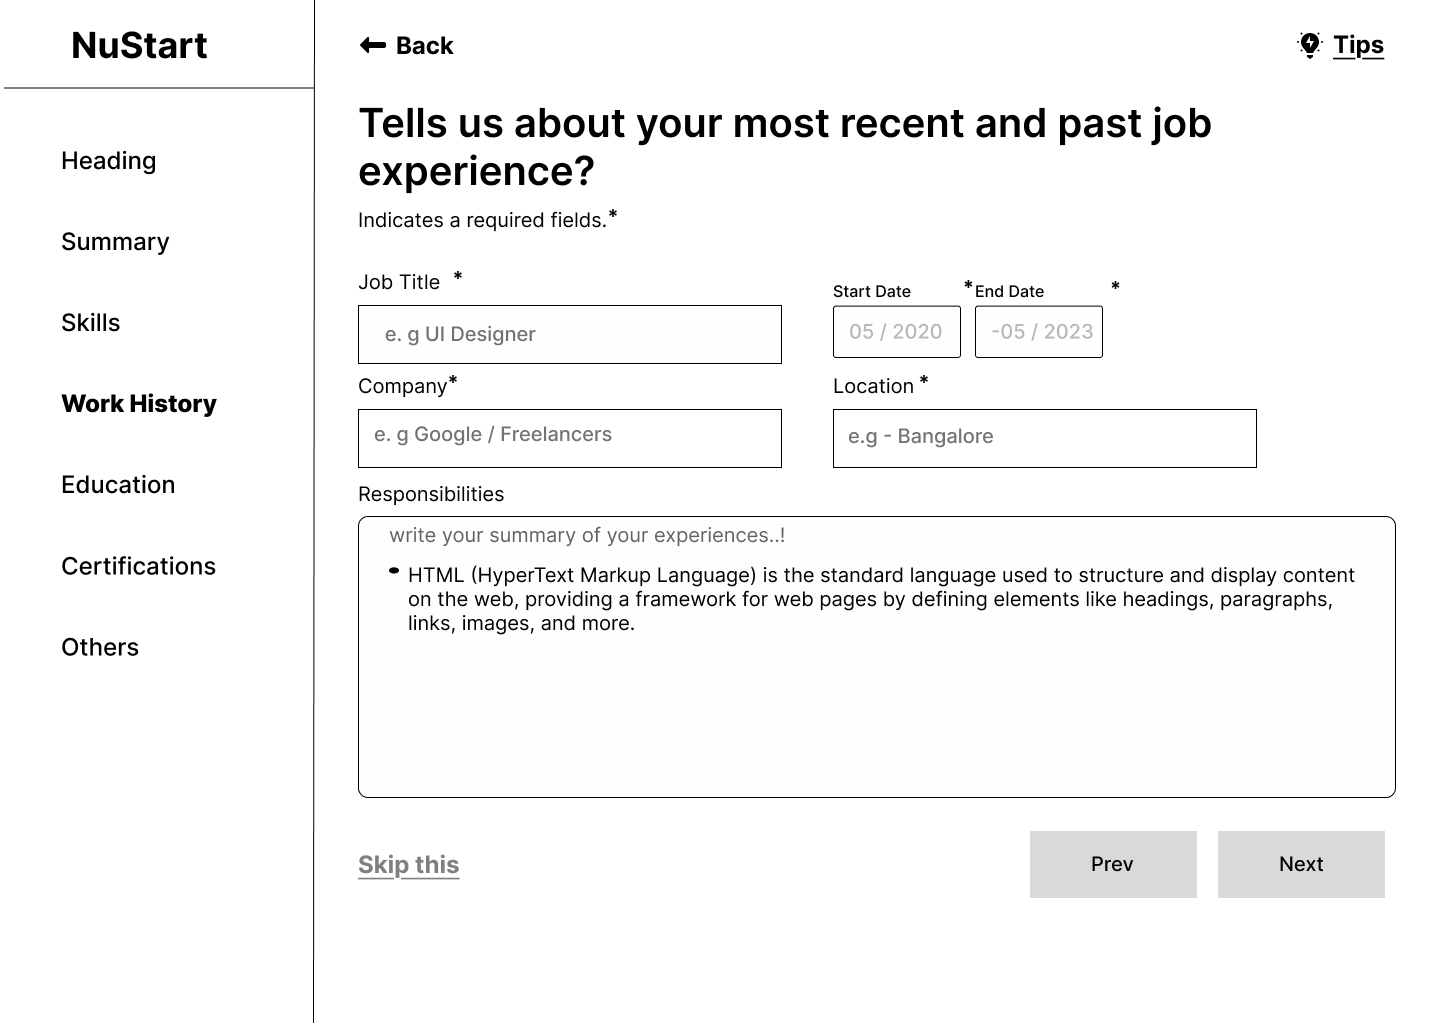 NuStart
Heading
Summary
Skills
Work History
Education
Certifications
Others
Back
Tips
Tells us about your most recent and past job
experience?
Indicates a required fields.*
Job Title *
e. g UI Designer
Start Date *
05 / 2020
End Date *
-05 / 2023
Company*
e. g Google / Freelancers
Location *
e.g - Bangalore
Responsibilities
write your summary of your experiences..!
HTML (HyperText Markup Language) is the standard language used to structure and display content
on the web, providing a framework for web pages by defining elements like headings, paragraphs,
links, images, and more.
Skip this
Prev
Next